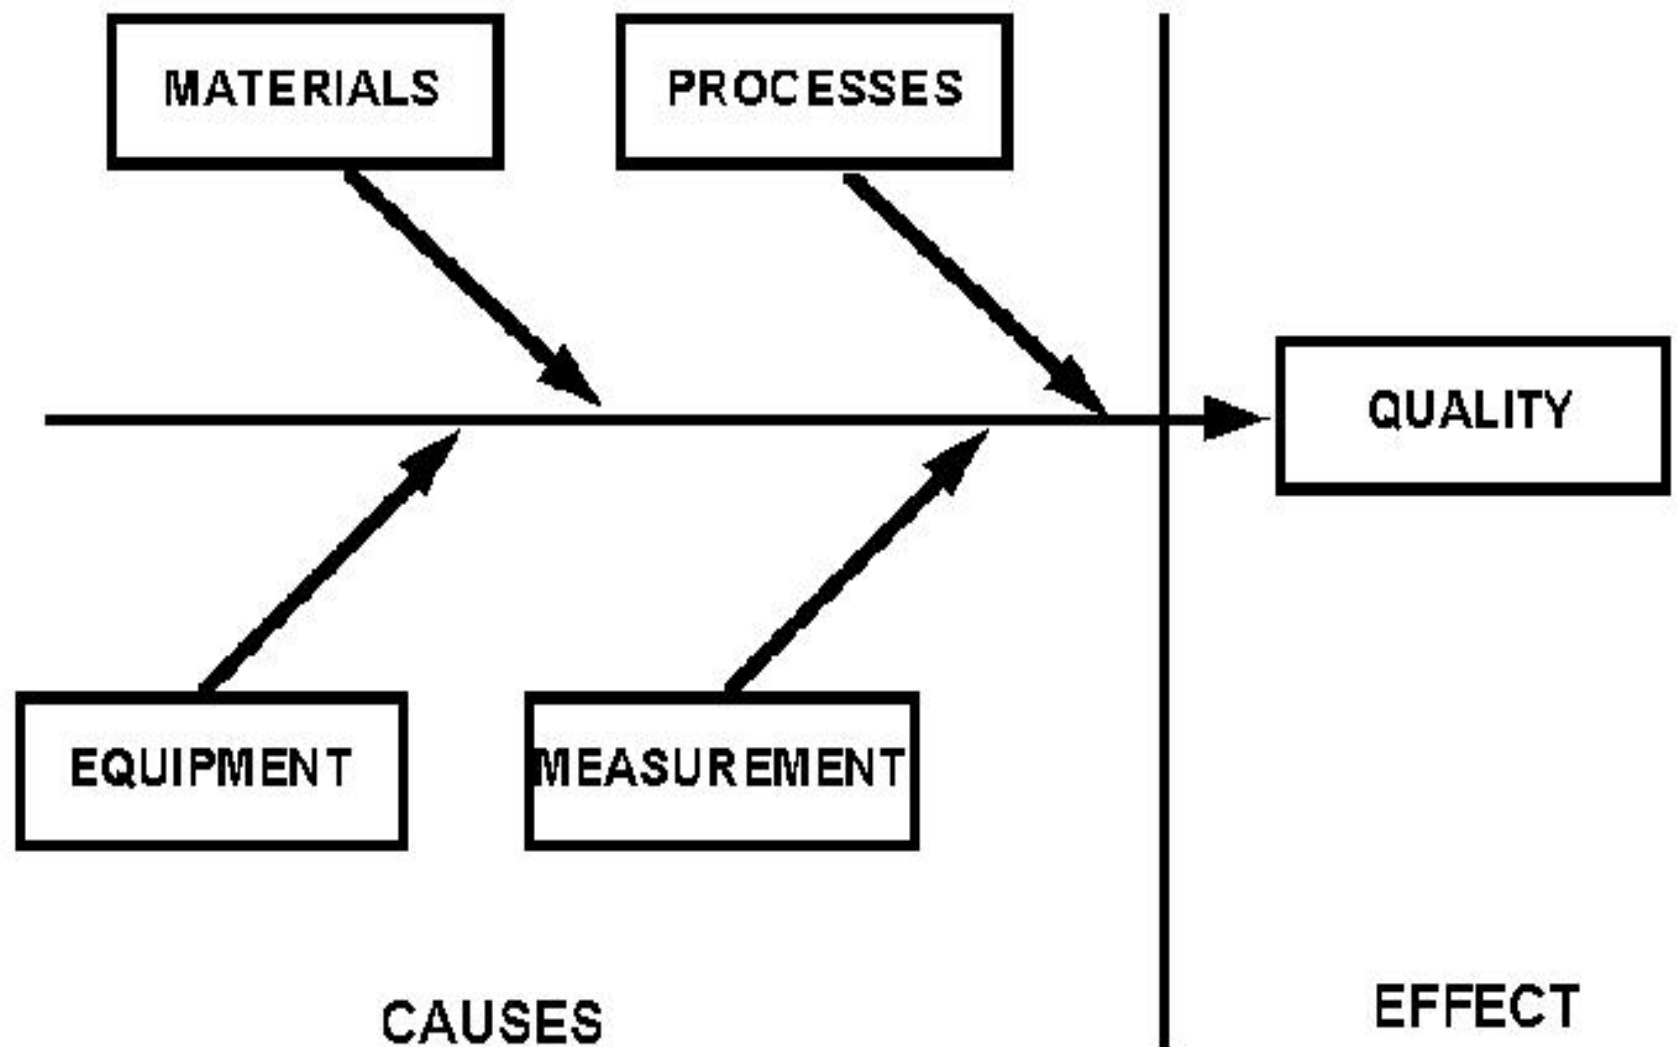 MATERIALS
PROCESSES
QUALITY
EQUIPMENT
MEASUREMENT
CAUSES
EFFECT